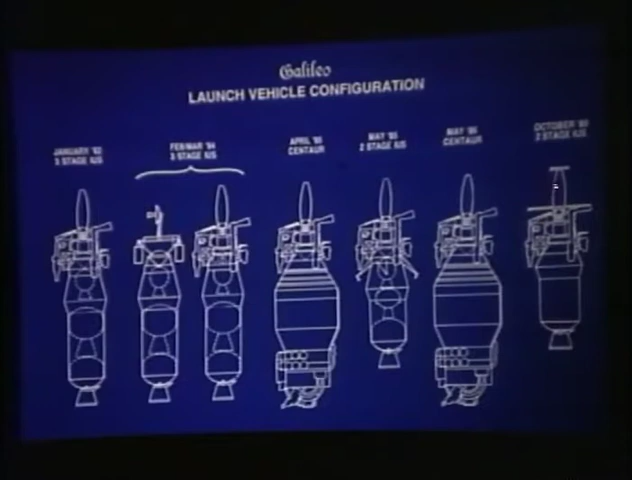 Galileo
LAUNCH VEHICLE CONFIGURATION
JANUARY '82
3 STAGE IUS
FEB/MAR '84
3 STAGE IUS
APRIL '85
CENTAUR
MAY '85
2 STAGE IUS
MAY '86
CENTAUR
OCTOBER '89
2 STAGE IUS